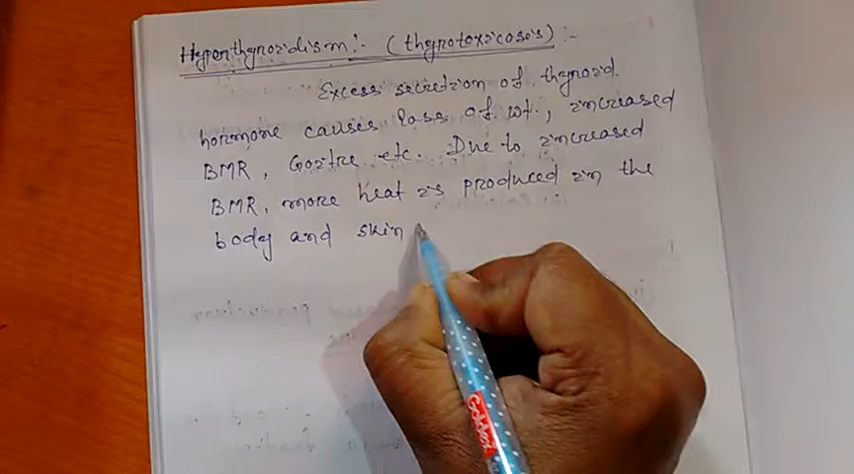 Hyperthyroidism :- (thyrotoxicosis) :-
Excess secretion of thyroid
hormone causes loss of wt., increased
BMR, Goitre etc. Due to increased
BMR, more heat is produced in the
body and skin
Goldex